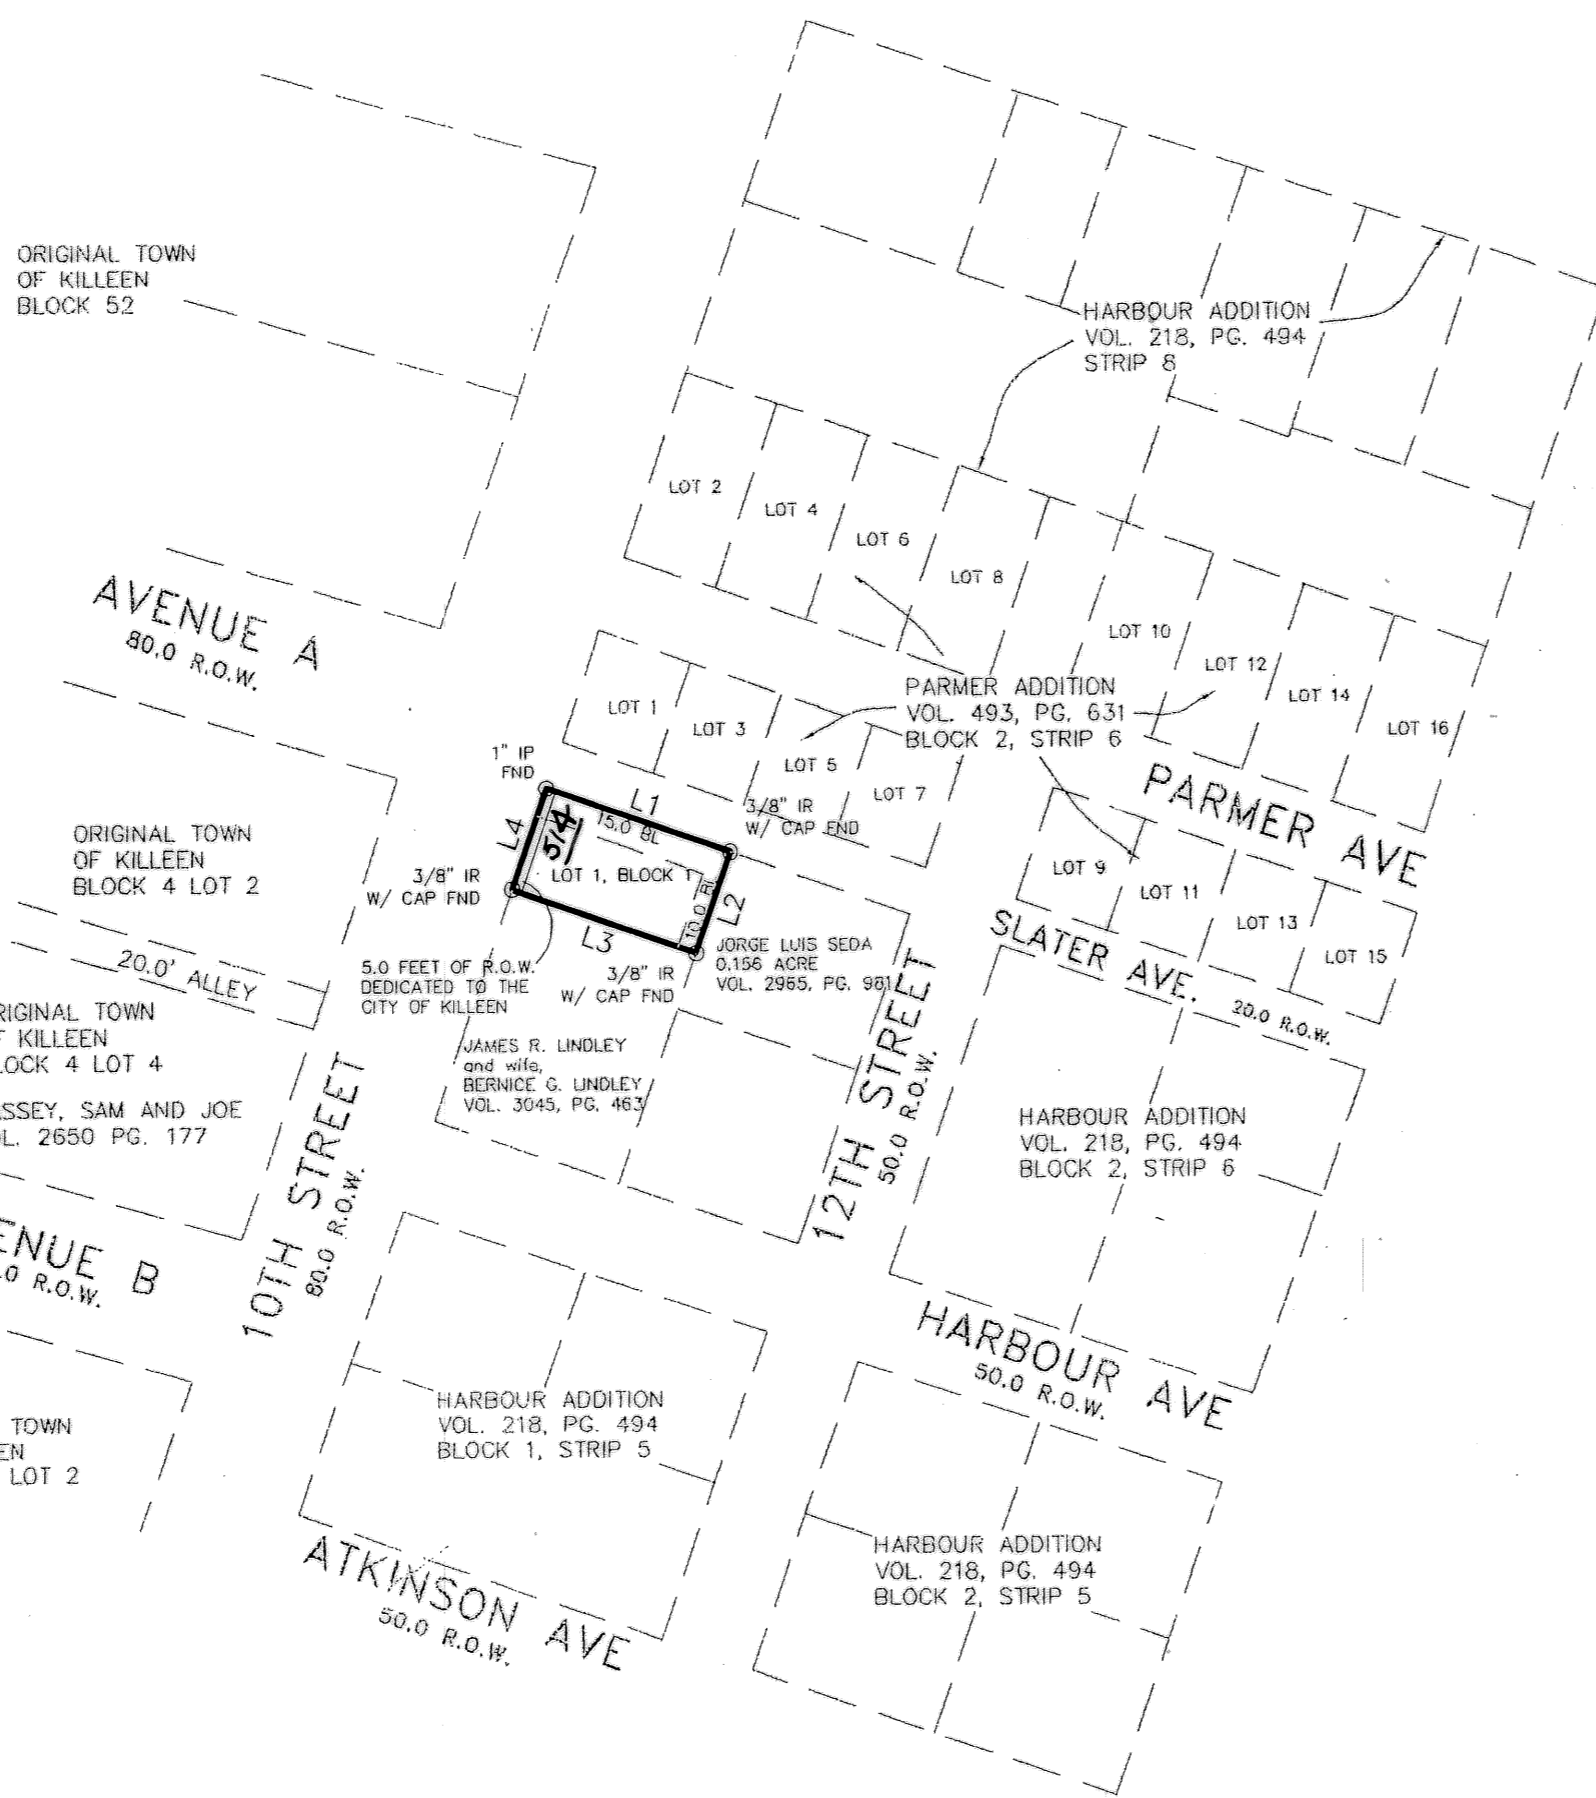 ORIGINAL TOWN
OF KILLEEN
BLOCK 52
HARBOUR ADDITION
VOL. 218, PG. 494
STRIP 8
LOT 2
LOT 4
LOT 6
LOT 8
LOT 10
LOT 12
LOT 14
LOT 16
AVENUE A
80.0 R.O.W.
PARMER ADDITION
VOL. 493, PG. 631
BLOCK 2, STRIP 6
LOT 1
LOT 3
LOT 5
LOT 7
PARMER AVE
1" IP
FND
L1
15.0 BL
3/8" IR
W/ CAP FND
L4
514
LOT 1, BLOCK 1
10.0 BL
L2
L3
3/8" IR
W/ CAP FND
ORIGINAL TOWN
OF KILLEEN
BLOCK 4 LOT 2
LOT 9
LOT 11
LOT 13
LOT 15
SLATER AVE.
20.0 R.O.W.
JORGE LUIS SEDA
0.156 ACRE
VOL. 2965, PG. 981
3/8" IR
W/ CAP FND
5.0 FEET OF R.O.W.
DEDICATED TO THE
CITY OF KILLEEN
20.0' ALLEY
RIGINAL TOWN
F KILLEEN
LOCK 4 LOT 4
ASSEY, SAM AND JOE
L. 2650 PG. 177
JAMES R. LINDLEY
and wife,
BERNICE G. LINDLEY
VOL. 3045, PG. 463
10TH STREET
80.0 R.O.W.
12TH STREET
50.0 R.O.W.
HARBOUR ADDITION
VOL. 218, PG. 494
BLOCK 2, STRIP 6
ENUE B
.0 R.O.W.
HARBOUR AVE
50.0 R.O.W.
HARBOUR ADDITION
VOL. 218, PG. 494
BLOCK 1, STRIP 5
TOWN
EN
LOT 2
ATKINSON AVE
50.0 R.O.W.
HARBOUR ADDITION
VOL. 218, PG. 494
BLOCK 2, STRIP 5